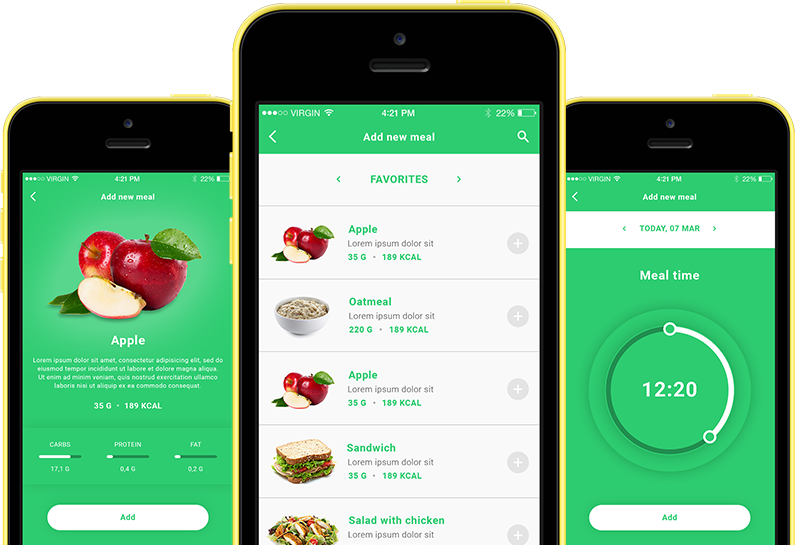 VIRGIN 4:21 PM 22%
Add new meal
Apple
Lorem ipsum dolor sit amet, consectetur adipisicing elit, sed do
eiusmod tempor incididunt ut labore et dolore magna aliqua.
Ut enim ad minim veniam, quis nostrud exercitation ullamco
laboris nisi ut aliquip ex ea commodo consequat.
35 G • 189 KCAL
CARBS PROTEIN FAT
17,1 G 0,4 G 0,2 G
Add
VIRGIN 4:21 PM 22%
Add new meal
FAVORITES
Apple
Lorem ipsum dolor sit
35 G • 189 KCAL
Oatmeal
Lorem ipsum dolor sit
220 G • 189 KCAL
Apple
Lorem ipsum dolor sit
35 G • 189 KCAL
Sandwich
Lorem ipsum dolor sit
35 G • 189 KCAL
Salad with chicken
Lorem ipsum dolor sit
VIRGIN 4:21 PM 22%
Add new meal
TODAY, 07 MAR
Meal time
12:20
Add